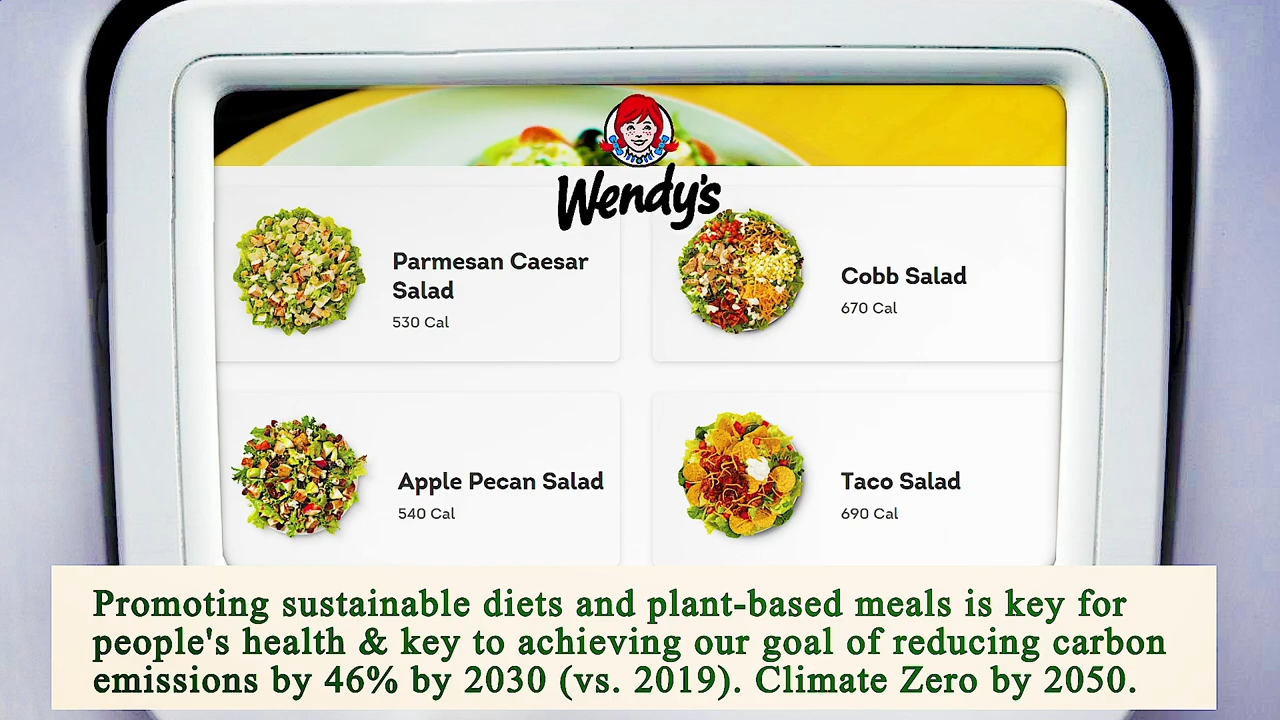 Wendy's
Parmesan Caesar
Salad
530 Cal
Cobb Salad
670 Cal
Apple Pecan Salad
540 Cal
Taco Salad
690 Cal
Promoting sustainable diets and plant-based meals is key for
people's health & key to achieving our goal of reducing carbon
emissions by 46% by 2030 (vs. 2019). Climate Zero by 2050.